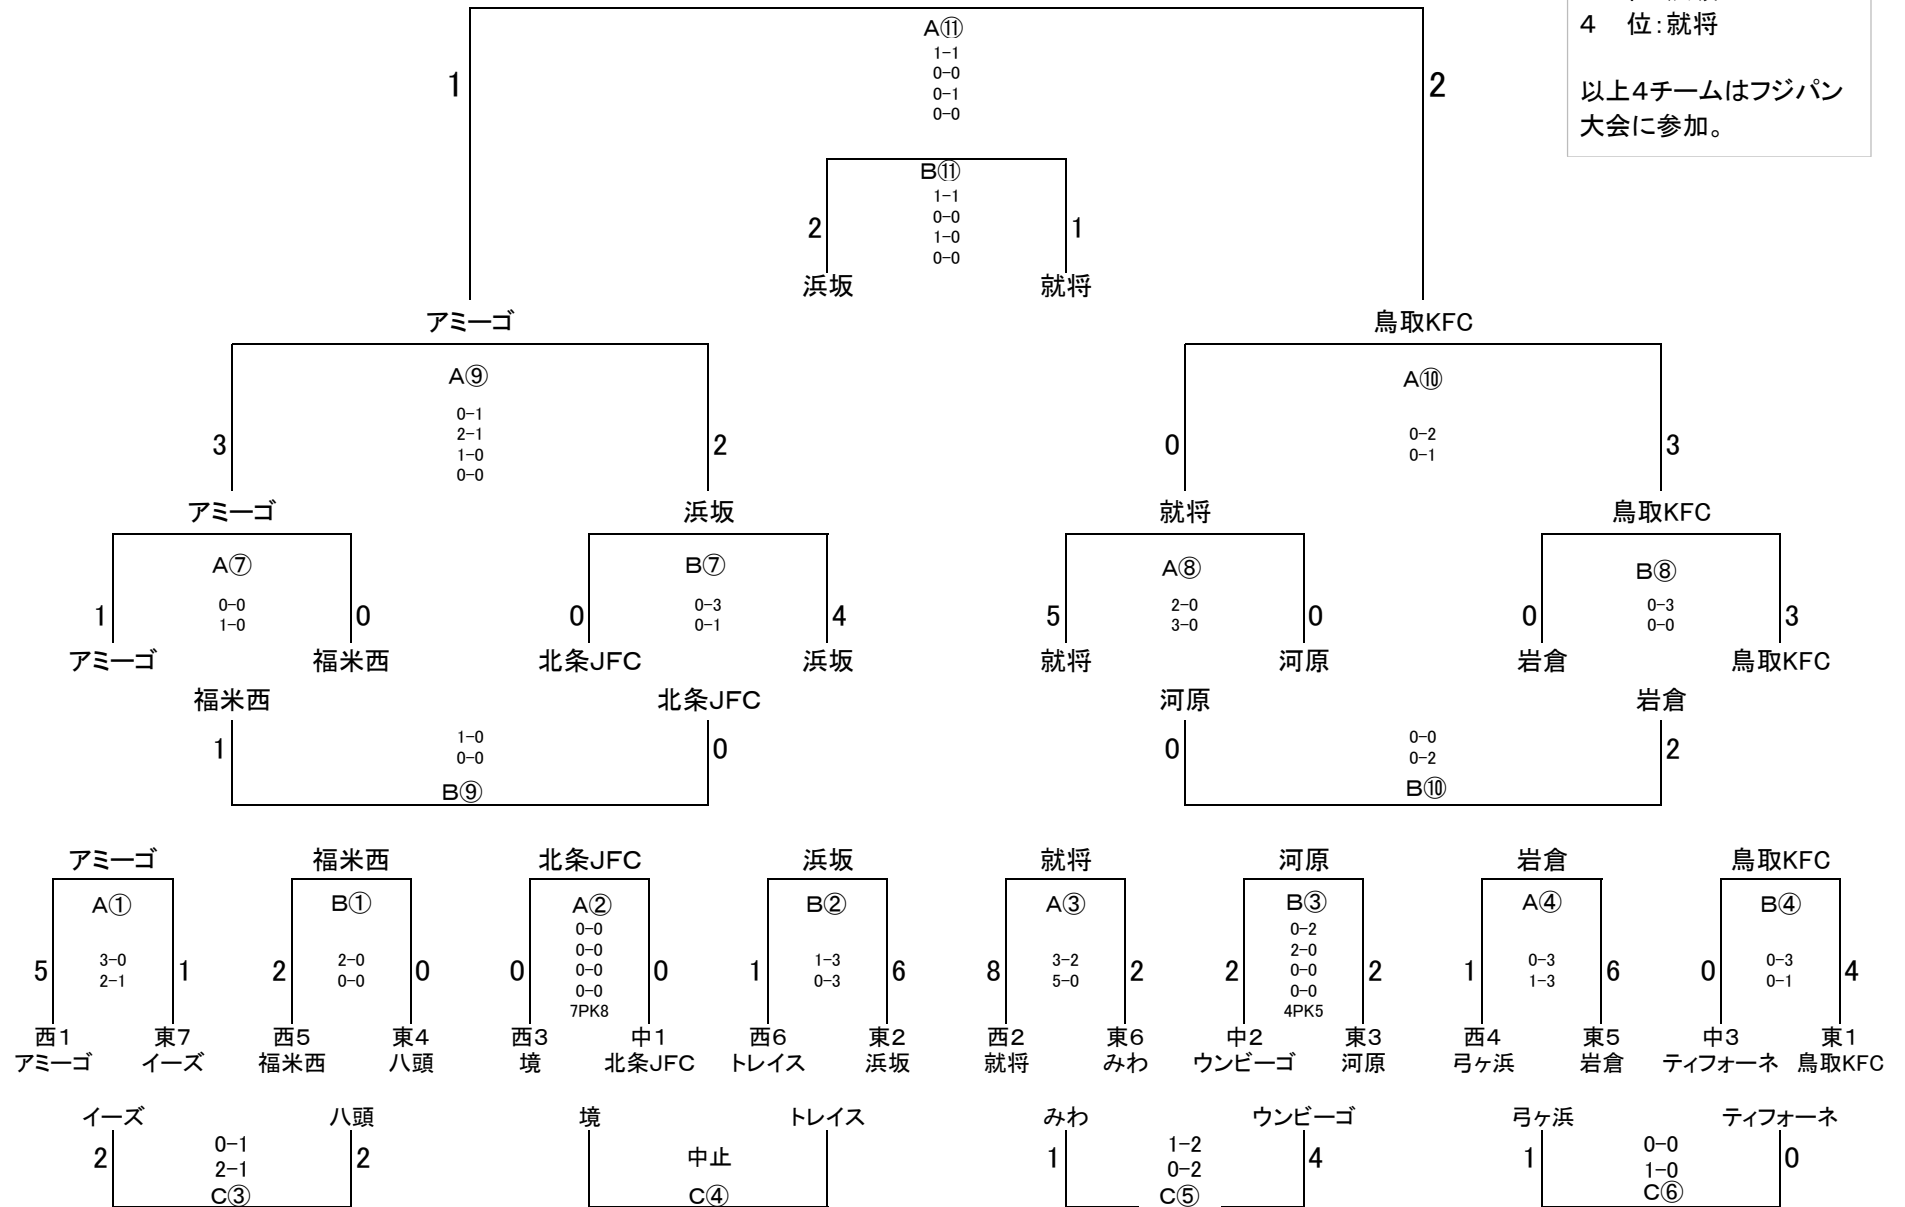 4 位：就将
以上4チームはフジパン
大会に参加。
A⑪
1-1
0-0
0-1
0-0
1
2
B⑪
1-1
0-0
1-0
0-0
2
1
浜坂 就将
アミーゴ 鳥取KFC
A⑨
0-1
2-1
1-0
0-0
3
2
A⑩
0-2
0-1
0
3
アミーゴ 浜坂 就将 鳥取KFC
A⑦
0-0
1-0
1
0
B⑦
0-3
0-1
0
4
A⑧
2-0
3-0
5
0
B⑧
0-3
0-0
0
3
アミーゴ 福米西 北条JFC 浜坂 就将 河原 岩倉 鳥取KFC
福米西 北条JFC 河原 岩倉
1
1-0
0-0
0
B⑨
0
0-0
0-2
2
B⑩
アミーゴ 福米西 北条JFC 浜坂 就将 河原 岩倉 鳥取KFC
A①
3-0
2-1
5
1
B①
2-0
0-0
2
0
A②
0-0
0-0
0-0
0-0
7PK8
0
0
B②
1-3
0-3
1
6
A③
3-2
5-0
8
2
B③
0-2
2-0
0-0
0-0
4PK5
2
2
A④
0-3
1-3
1
6
B④
0-3
0-1
0
4
西1 東7 西5 東4 西3 中1 西6 東2 西2 東6 中2 東3 西4 東5 中3 東1
アミーゴ イーズ 福米西 八頭 境 北条JFC トレイス 浜坂 就将 みわ ウンビーゴ 河原 弓ヶ浜 岩倉 ティフォーネ 鳥取KFC
イーズ 八頭 境 トレイス みわ ウンビーゴ 弓ヶ浜 ティフォーネ
2
0-1
2-1
2
C③
中止
C④
1
1-2
0-2
4
C⑤
1
0-0
1-0
0
C⑥